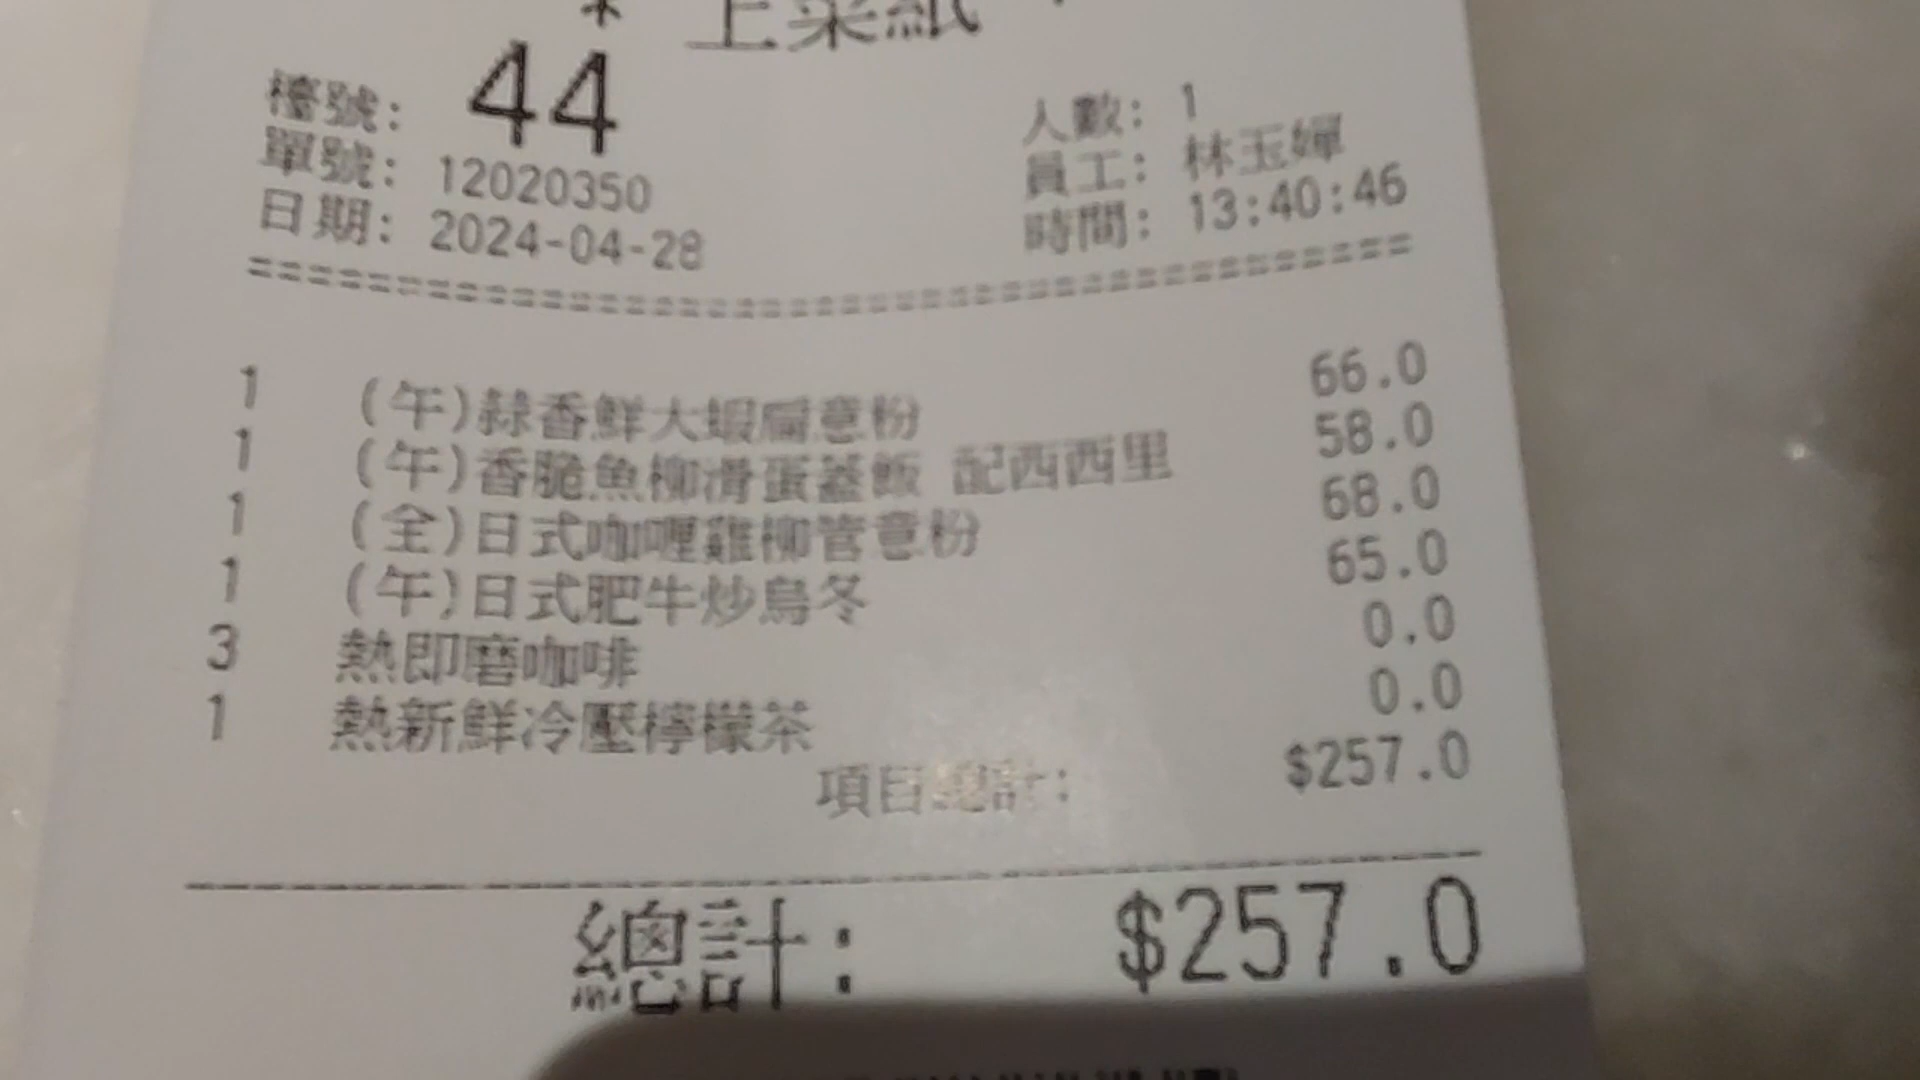 * 上菜紙 *
檯號: 44 人數: 1
單號: 12020350 員工: 林玉嬋
日期: 2024-04-28 時間: 13:40:46
========================================
1 (午)蒜香鮮大蝦扁意粉 66.0
1 (午)香脆魚柳滑蛋蓋飯 配西西里 58.0
1 (全)日式咖喱雞柳管意粉 68.0
1 (午)日式肥牛炒烏冬 65.0
3 熱即磨咖啡 0.0
1 熱新鮮冷壓檸檬茶 0.0
項目總計: $257.0
總計: $257.0